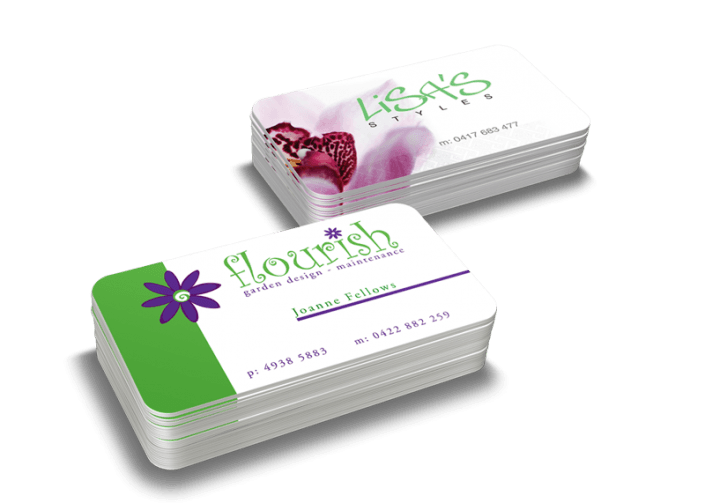 LiSA'S
STYLES
m: 0417 683 477
flourish
garden design - maintenance
Joanne Fellows
p: 4938 5883 m: 0422 882 259